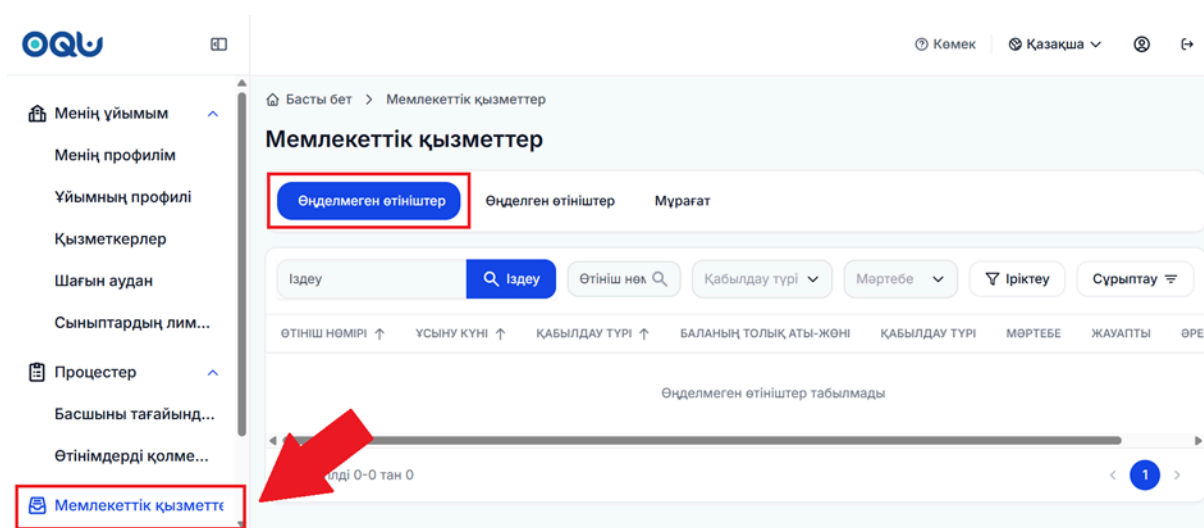 OQU
Көмек
Қазақша
Менің ұйымым
Менің профилім
Ұйымның профилі
Қызметкерлер
Шағын аудан
Сыныптардың лим...
Процестер
Басшыны тағайынд...
Өтінімдерді қолме...
Мемлекеттік қызметте
Басты бет > Мемлекеттік қызметтер
Мемлекеттік қызметтер
Өңделмеген өтініштер Өңделген өтініштер Мұрағат
Іздеу Іздеу Өтініш нөм Қабылдау түрі Мәртебе Іріктеу Сұрыптау
ӨТІНІШ НӨМІРІ ↑ ҰСЫНУ КҮНІ ↑ ҚАБЫЛДАУ ТҮРІ ↑ БАЛАНЫҢ ТОЛЫҚ АТЫ-ЖӨНІ ҚАБЫЛДАУ ТҮРІ МӘРТЕБЕ ЖАУАПТЫ ӘРЕ
Өңделмеген өтініштер табылмады
0-0 тан 0 < 1 >